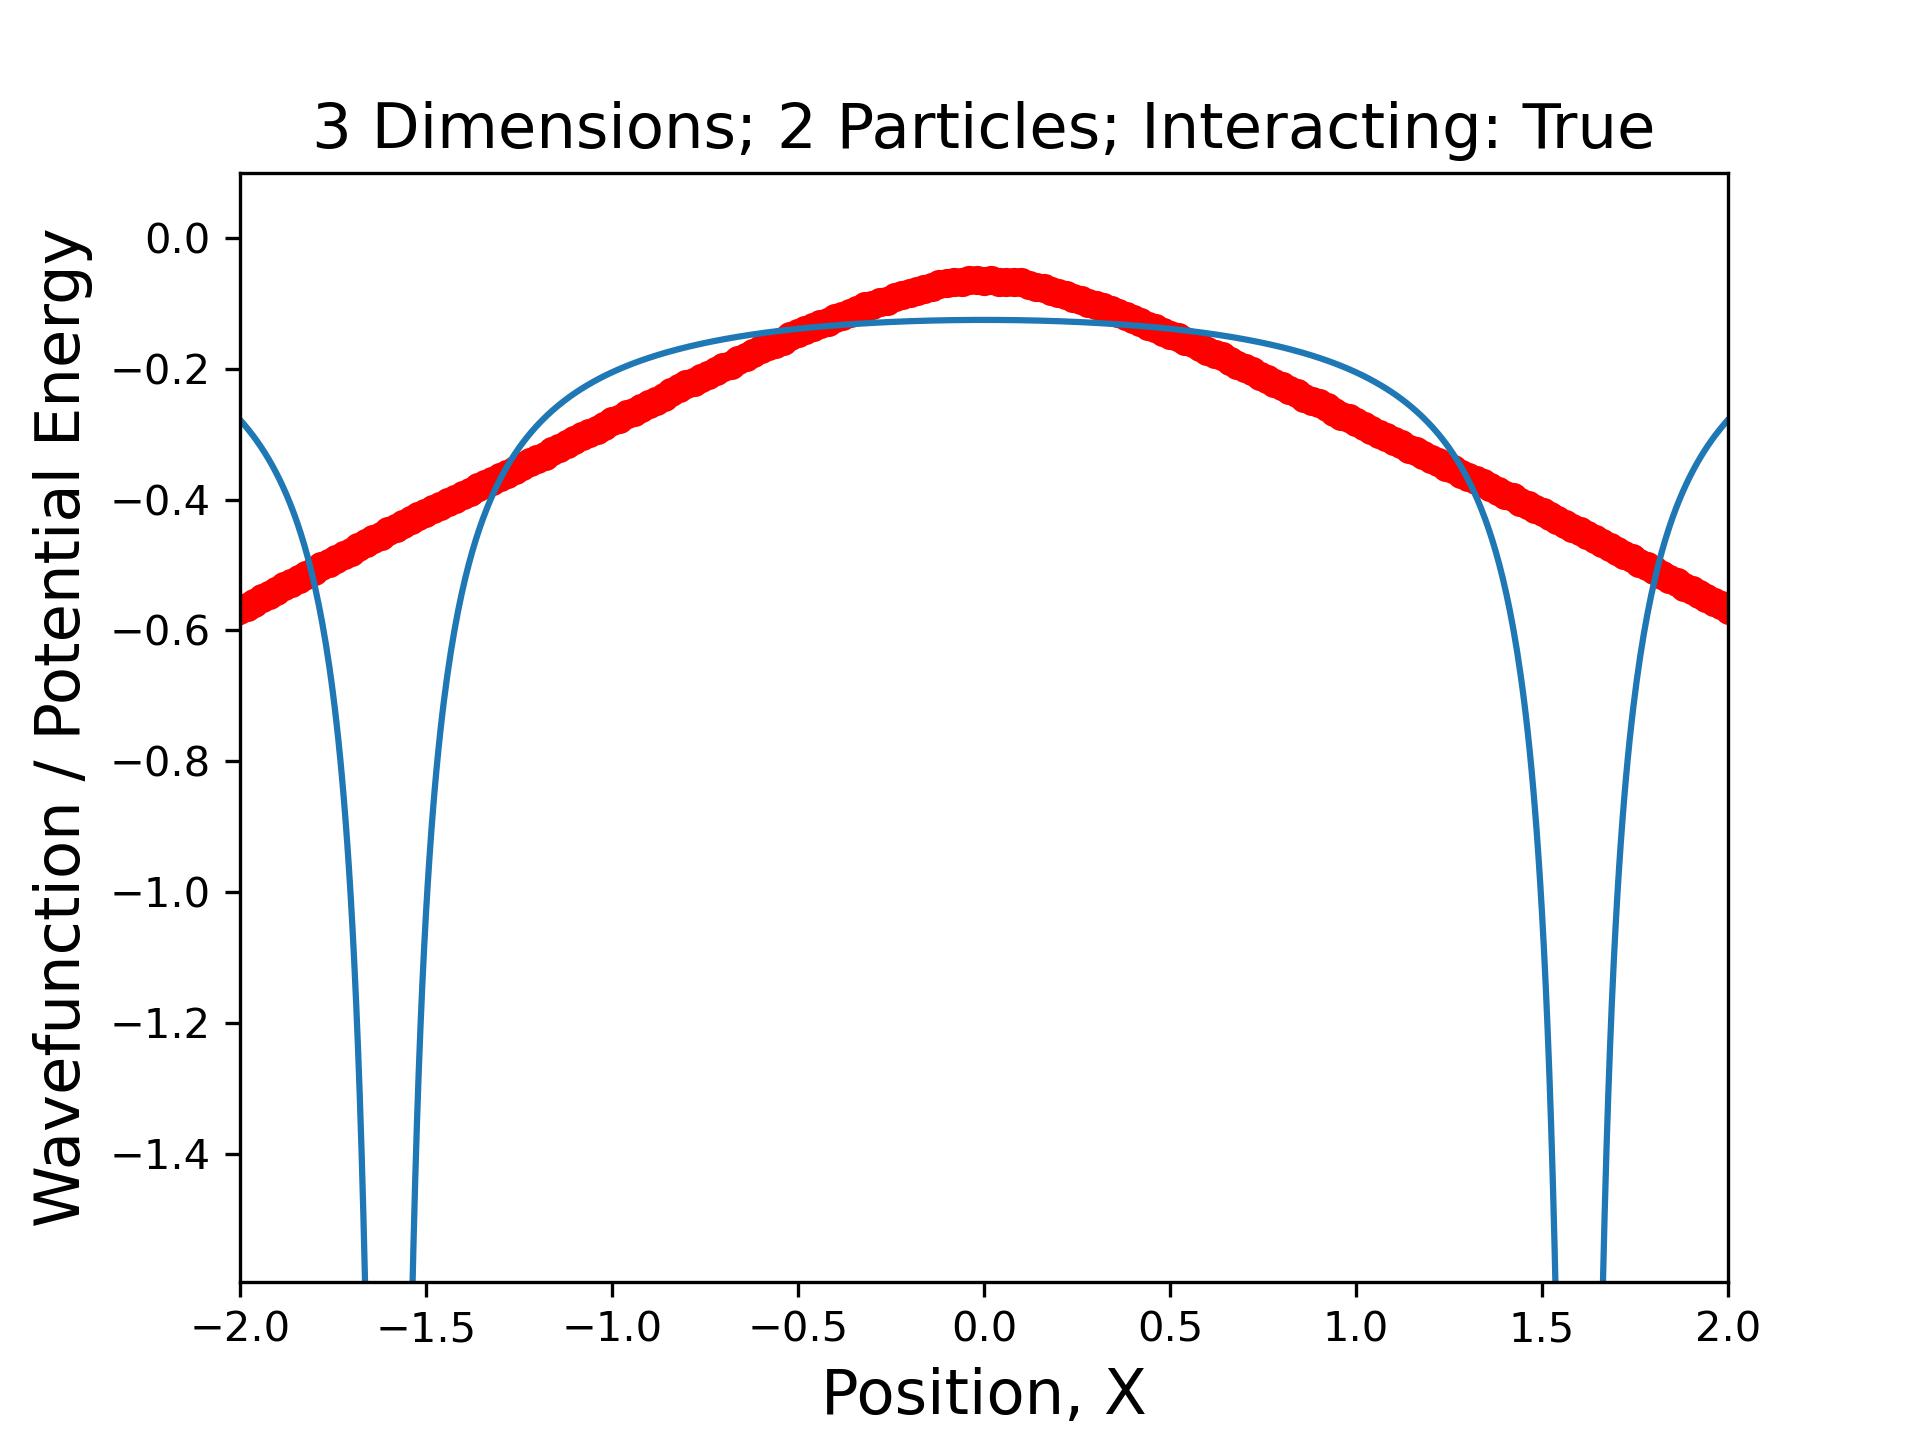 3 Dimensions; 2 Particles; Interacting: True
Wavefunction / Potential Energy
0.0
−0.2
−0.4
−0.6
−0.8
−1.0
−1.2
−1.4
−2.0 −1.5 −1.0 −0.5 0.0 0.5 1.0 1.5 2.0
Position, X